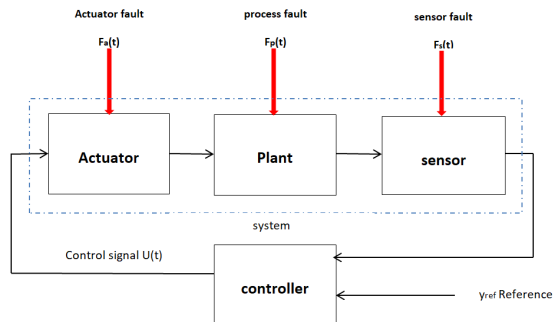 Actuator fault
process fault
sensor fault
Fa(t)
Fp(t)
Fs(t)
Actuator
Plant
sensor
system
Control signal U(t)
controller
yref Reference